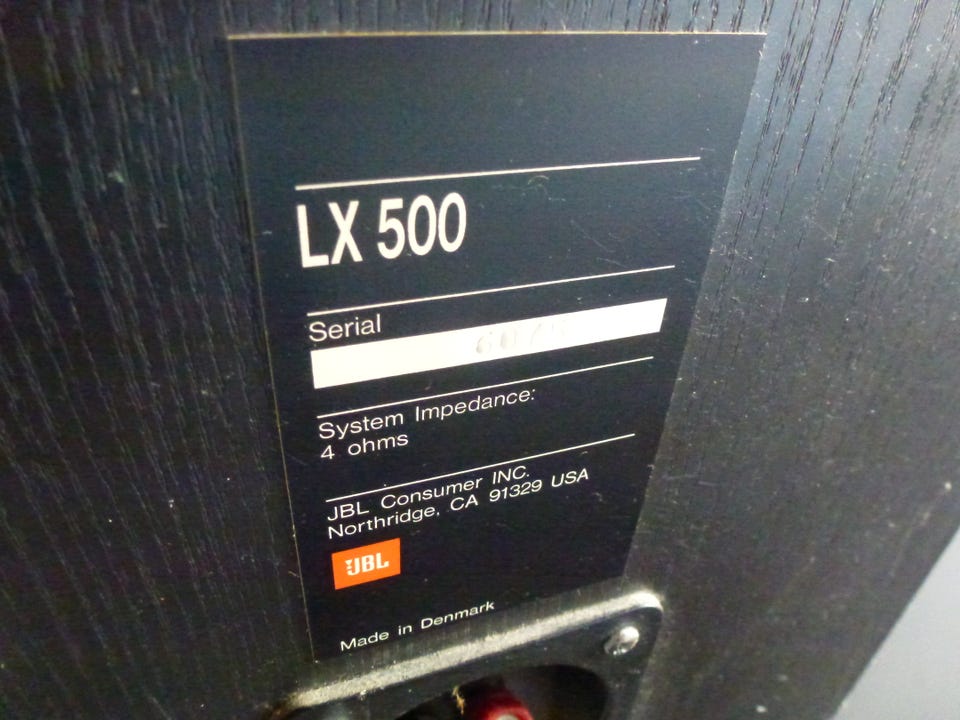 LX 500
Serial
System Impedance:
4 ohms
JBL Consumer INC.
Northridge, CA 91329 USA
JBL
Made in Denmark